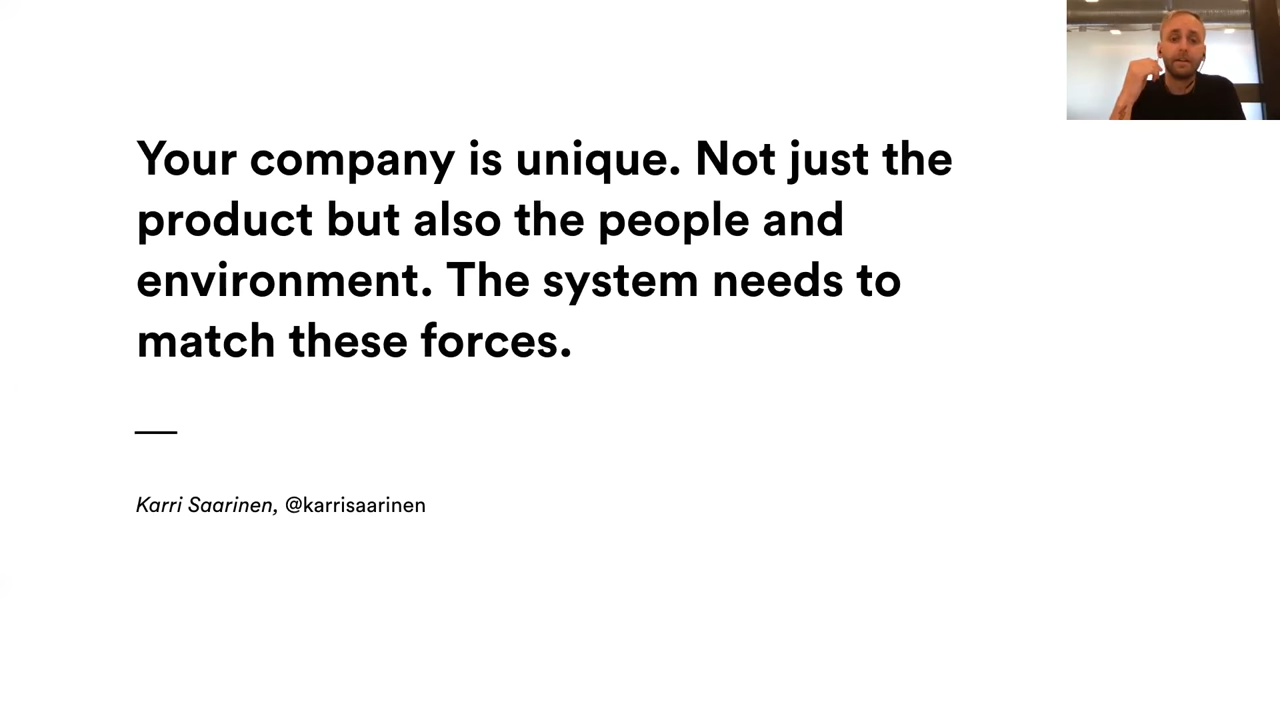 Your company is unique. Not just the
product but also the people and
environment. The system needs to
match these forces.
Karri Saarinen, @karrisaarinen